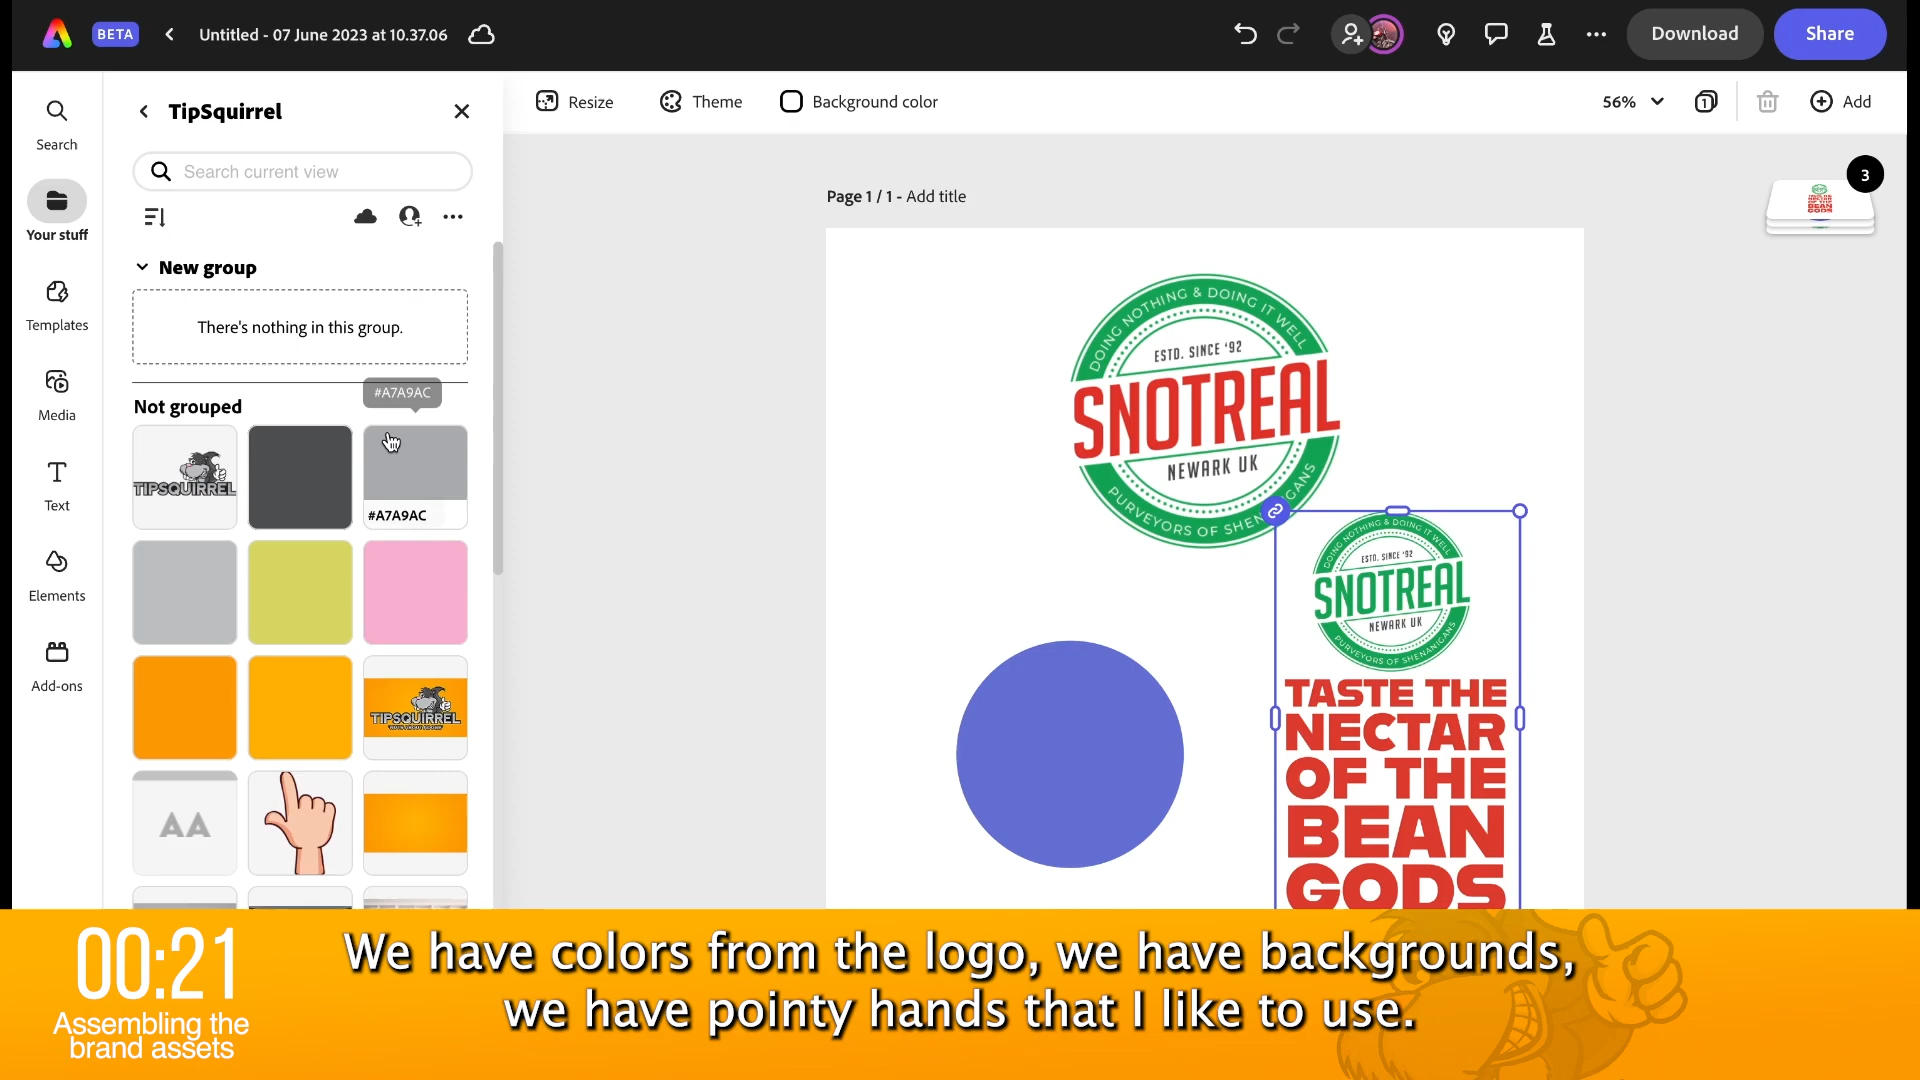 BETA
Untitled - 07 June 2023 at 10.37.06
Download
Share
Search
Your stuff
Templates
Media
Text
Elements
Add-ons
TipSquirrel
Search current view
New group
There's nothing in this group.
#A7A9AC
Not grouped
TIPSQUIRREL
#A7A9AC
TIPSQUIRREL
AA
Resize
Theme
Background color
56%
1
Add
3
Page 1 / 1 - Add title
DOING NOTHING & DOING IT WELL
ESTD. SINCE '92
SNOTREAL
NEWARK UK
PURVEYORS OF SHENANIGANS
DOING NOTHING & DOING IT WELL
ESTD. SINCE '92
SNOTREAL
NEWARK UK
PURVEYORS OF SHENANIGANS
TASTE THE
NECTAR
OF THE
BEAN
GODS
00:21
Assembling the
brand assets
We have colors from the logo, we have backgrounds,
we have pointy hands that I like to use.